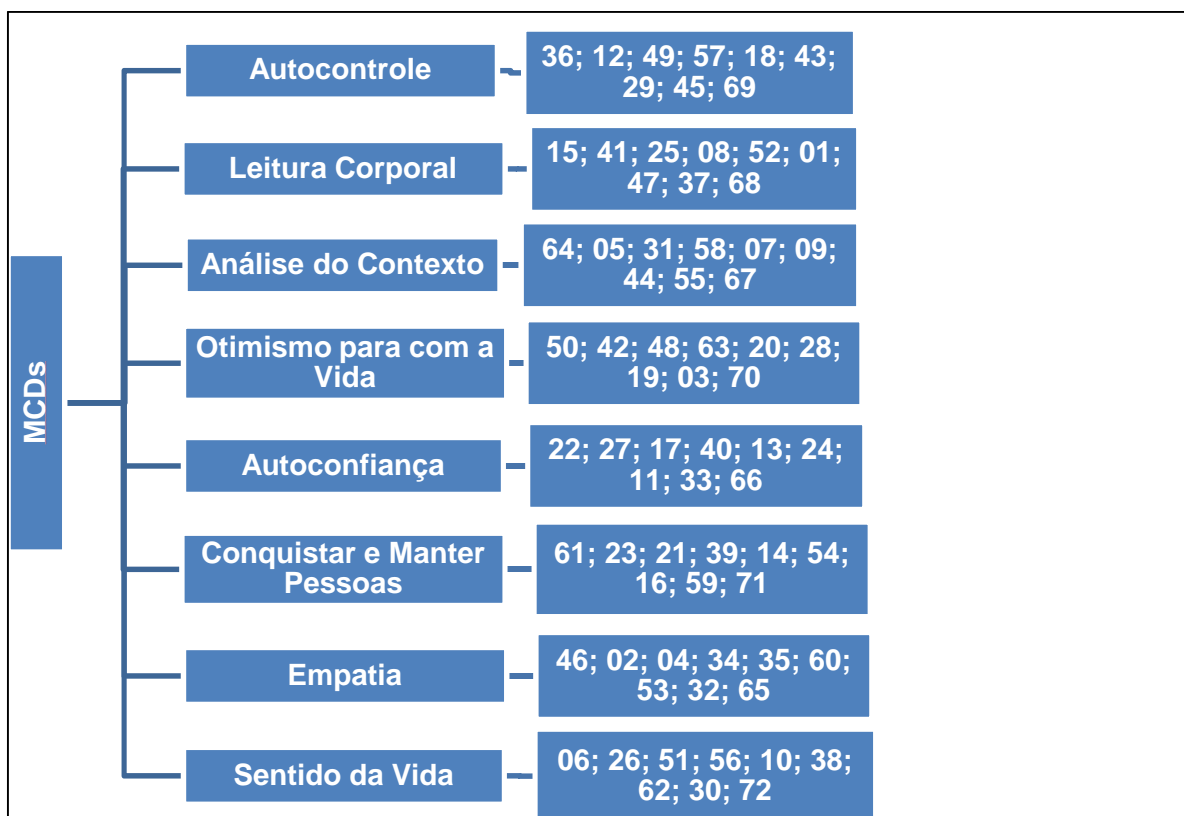 MCDs
Autocontrole
36; 12; 49; 57; 18; 43;
29; 45; 69
Leitura Corporal
15; 41; 25; 08; 52; 01;
47; 37; 68
Análise do Contexto
64; 05; 31; 58; 07; 09;
44; 55; 67
Otimismo para com a
Vida
50; 42; 48; 63; 20; 28;
19; 03; 70
Autoconfiança
22; 27; 17; 40; 13; 24;
11; 33; 66
Conquistar e Manter
Pessoas
61; 23; 21; 39; 14; 54;
16; 59; 71
Empatia
46; 02; 04; 34; 35; 60;
53; 32; 65
Sentido da Vida
06; 26; 51; 56; 10; 38;
62; 30; 72